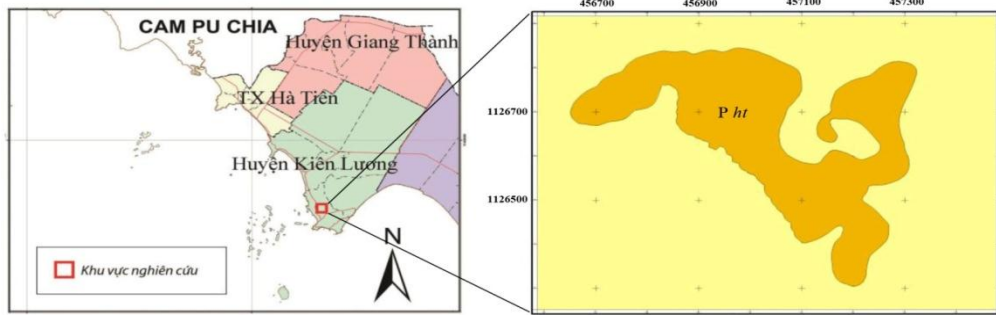 CAM PU CHIA
Huyện Giang Thành
TX Hà Tiên
Huyện Kiên Lương
N
Khu vực nghiên cứu
456700 456900 457100 457300
1126700
P ht
1126500